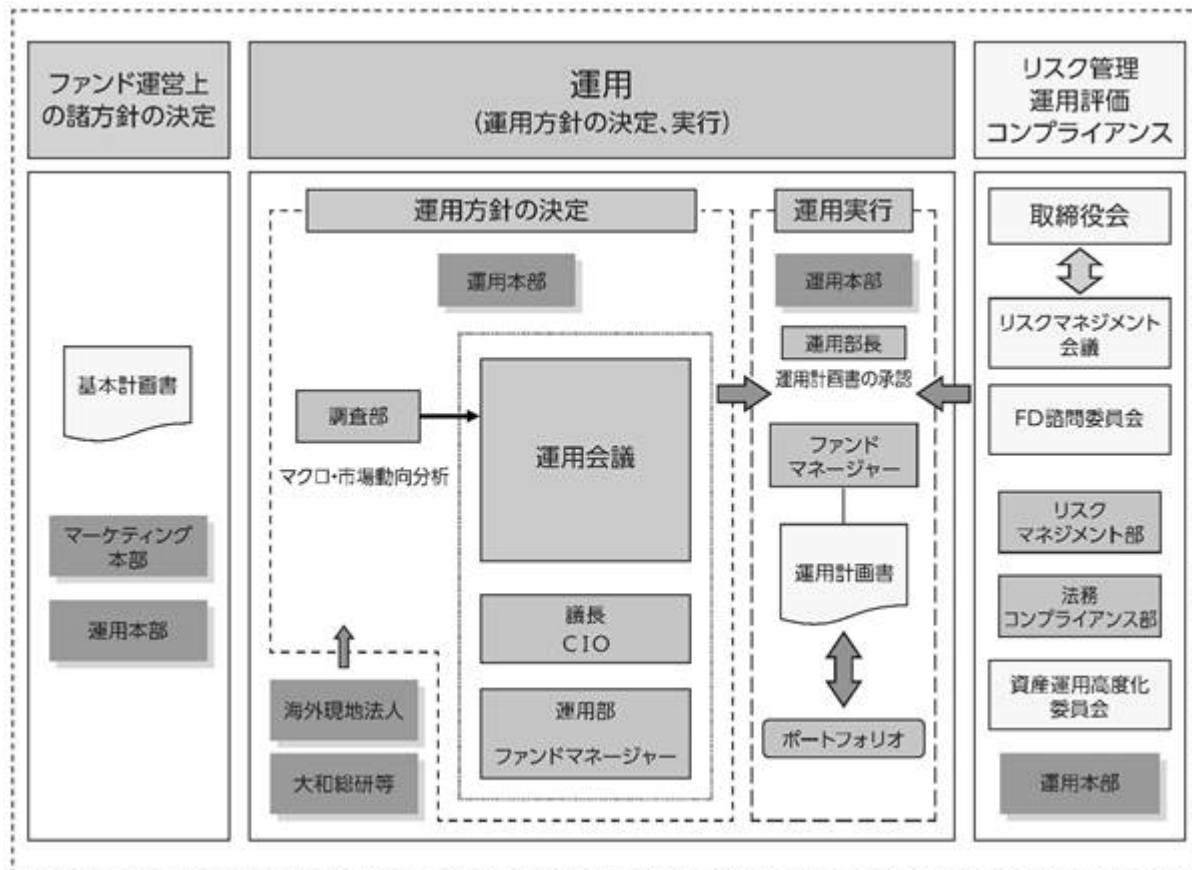 ファンド運営上
の諸方針の決定
運用
(運用方針の決定、実行)
リスク管理
運用評価
コンプライアンス
基本計画書
マーケティング
本部
運用本部
運用方針の決定
運用本部
調査部
マクロ・市場動向分析
運用会議
議長
CIO
運用部
ファンドマネージャー
海外現地法人
大和総研等
運用実行
運用本部
運用部長
運用計画書の承認
ファンド
マネージャー
運用計画書
ポートフォリオ
取締役会
リスクマネジメント
会議
FD諮問委員会
リスク
マネジメント部
法務
コンプライアンス部
資産運用高度化
委員会
運用本部